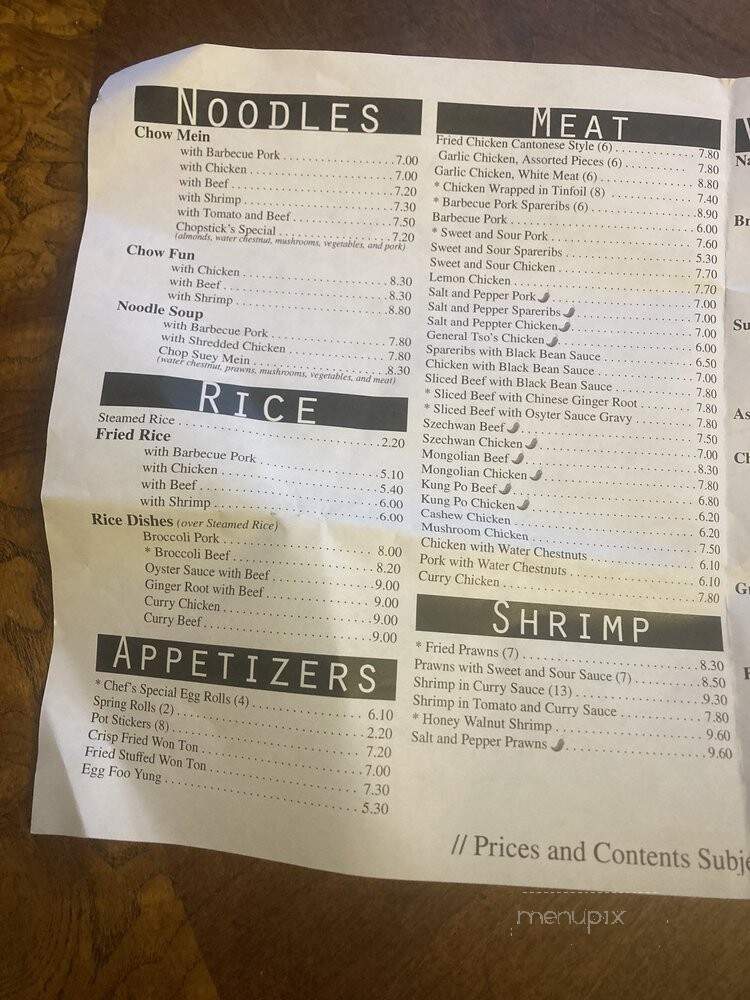 NOODLES
Chow Mein
with Barbecue Pork . . . . . . . . . . 7.00
with Chicken . . . . . . . . . . 7.00
with Beef . . . . . . . . . . 7.20
with Shrimp . . . . . . . . . . 7.30
with Tomato and Beef . . . . . . . . . . 7.50
Chopstick's Special . . . . . . . . . . 7.20
(almonds, water chestnut, mushrooms, vegetables, and pork)
Chow Fun
with Chicken . . . . . . . . . . 8.30
with Beef . . . . . . . . . . 8.30
with Shrimp . . . . . . . . . . 8.80
Noodle Soup
with Barbecue Pork . . . . . . . . . . 7.80
with Shredded Chicken . . . . . . . . . . 7.80
Chop Suey Mein . . . . . . . . . . 8.30
(water chestnut, prawns, mushrooms, vegetables, and meat)
RICE
Steamed Rice . . . . . . . . . . 2.20
Fried Rice
with Barbecue Pork . . . . . . . . . . 5.10
with Chicken . . . . . . . . . . 5.40
with Beef . . . . . . . . . . 6.00
with Shrimp . . . . . . . . . . 6.00
Rice Dishes (over Steamed Rice)
Broccoli Pork . . . . . . . . . . 8.00
* Broccoli Beef . . . . . . . . . . 8.20
Oyster Sauce with Beef . . . . . . . . . . 9.00
Ginger Root with Beef . . . . . . . . . . 9.00
Curry Chicken . . . . . . . . . . 9.00
Curry Beef . . . . . . . . . . 9.00
APPETIZERS
* Chef's Special Egg Rolls (4) . . . . . . . . . . 6.10
Spring Rolls (2) . . . . . . . . . . 2.20
Pot Stickers (8) . . . . . . . . . . 7.20
Crisp Fried Won Ton . . . . . . . . . . 7.00
Fried Stuffed Won Ton . . . . . . . . . . 7.30
Egg Foo Yung . . . . . . . . . . 5.30
MEAT
Fried Chicken Cantonese Style (6) . . . . . . . . . . 7.80
Garlic Chicken, Assorted Pieces (6) . . . . . . . . . . 7.80
Garlic Chicken, White Meat (6) . . . . . . . . . . 8.80
* Chicken Wrapped in Tinfoil (8) . . . . . . . . . . 7.40
* Barbecue Pork Spareribs (6) . . . . . . . . . . 8.90
Barbecue Pork . . . . . . . . . . 6.00
* Sweet and Sour Pork . . . . . . . . . . 7.60
Sweet and Sour Spareribs . . . . . . . . . . 5.30
Sweet and Sour Chicken . . . . . . . . . . 7.70
Lemon Chicken . . . . . . . . . . 7.70
Salt and Pepper Pork . . . . . . . . . . 7.00
Salt and Pepper Spareribs . . . . . . . . . . 7.00
Salt and Peppter Chicken . . . . . . . . . . 7.00
General Tso's Chicken . . . . . . . . . . 6.00
Spareribs with Black Bean Sauce . . . . . . . . . . 6.50
Chicken with Black Bean Sauce . . . . . . . . . . 7.00
Sliced Beef with Black Bean Sauce . . . . . . . . . . 7.80
* Sliced Beef with Chinese Ginger Root . . . . . . . . . . 7.80
* Sliced Beef with Osyter Sauce Gravy . . . . . . . . . . 7.80
Szechwan Beef . . . . . . . . . . 7.50
Szechwan Chicken . . . . . . . . . . 7.00
Mongolian Beef . . . . . . . . . . 8.30
Mongolian Chicken . . . . . . . . . . 7.80
Kung Po Beef . . . . . . . . . . 6.80
Kung Po Chicken . . . . . . . . . . 6.20
Cashew Chicken . . . . . . . . . . 6.20
Mushroom Chicken . . . . . . . . . . 7.50
Chicken with Water Chestnuts . . . . . . . . . . 6.10
Pork with Water Chestnuts . . . . . . . . . . 6.10
Curry Chicken . . . . . . . . . . 7.80
SHRIMP
* Fried Prawns (7) . . . . . . . . . . 8.30
Prawns with Sweet and Sour Sauce (7) . . . . . . . . . . 8.50
Shrimp in Curry Sauce (13) . . . . . . . . . . 9.30
Shrimp in Tomato and Curry Sauce . . . . . . . . . . 7.80
* Honey Walnut Shrimp . . . . . . . . . . 9.60
Salt and Pepper Prawns . . . . . . . . . . 9.60
// Prices and Contents Subje
menupix